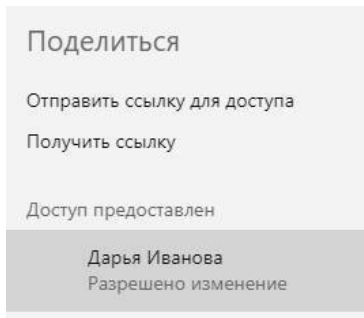 Поделиться
Отправить ссылку для доступа
Получить ссылку
Доступ предоставлен
Дарья Иванова
Разрешено изменение